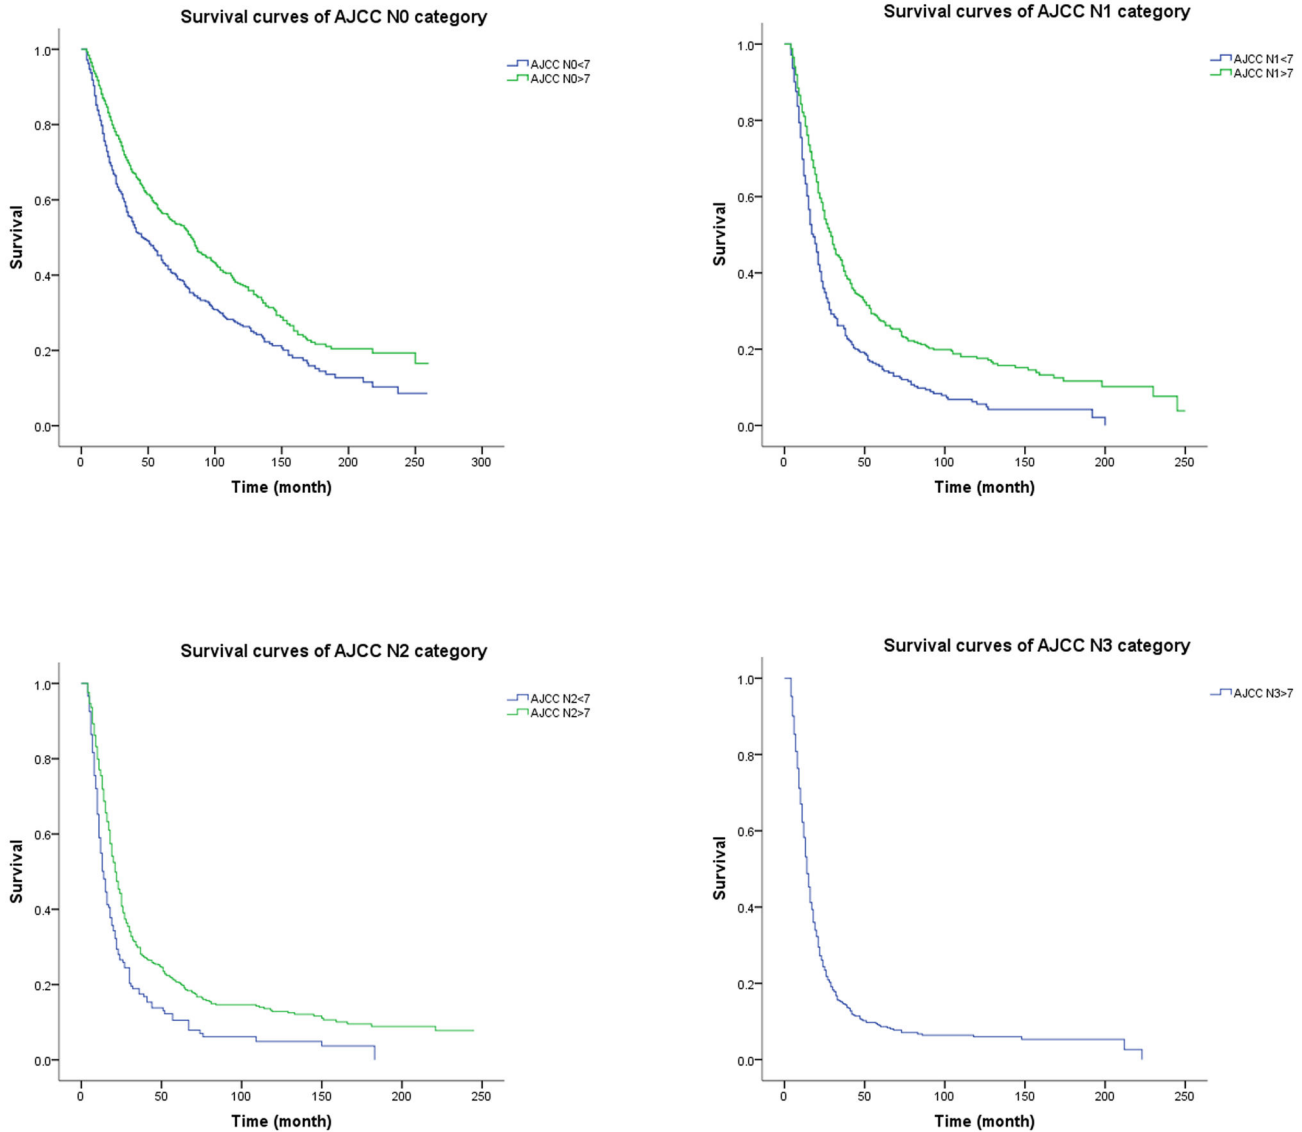 Survival curves of AJCC N0 category
AJCC N0<7
AJCC N0>7
Survival
1.0
0.8
0.6
0.4
0.2
0.0
0 50 100 150 200 250 300
Time (month)
Survival curves of AJCC N1 category
AJCC N1<7
AJCC N1>7
Survival
1.0
0.8
0.6
0.4
0.2
0.0
0 50 100 150 200 250
Time (month)
Survival curves of AJCC N2 category
AJCC N2<7
AJCC N2>7
Survival
1.0
0.8
0.6
0.4
0.2
0.0
0 50 100 150 200 250
Time (month)
Survival curves of AJCC N3 category
AJCC N3>7
Survival
1.0
0.8
0.6
0.4
0.2
0.0
0 50 100 150 200 250
Time (month)